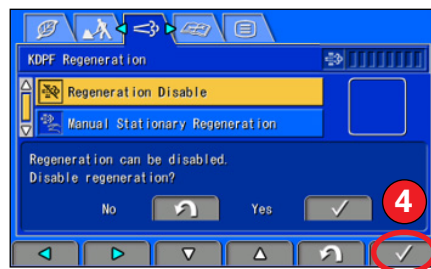 KDPF Regeneration
Regeneration Disable
Manual Stationary Regeneration
Regeneration can be disabled.
Disable regeneration?
No Yes
4